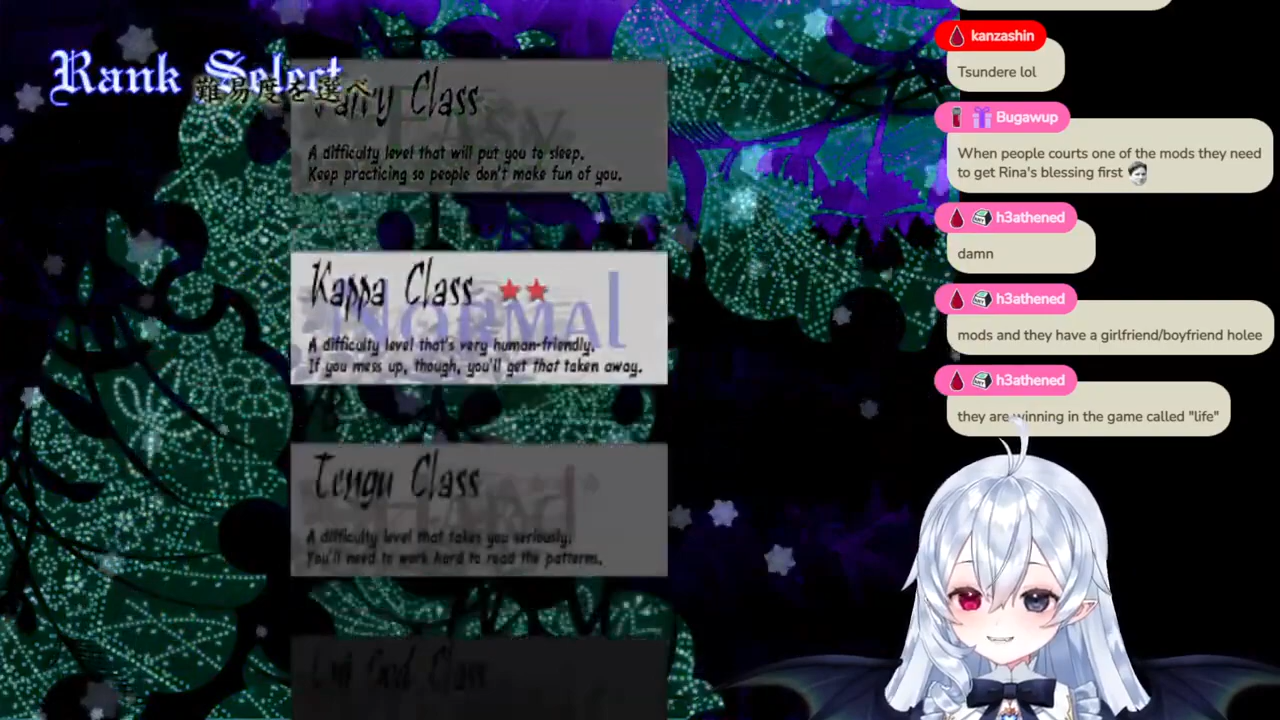 Rank Select
難易度を選べ
Fairy Class
Easy
A difficulty level that will put you to sleep.
Keep practicing so people don't make fun of you.
Kappa Class ★★
NORMAL
A difficulty level that's very human-friendly.
If you mess up, though, you'll get that taken away.
Tengu Class
Hard
A difficulty level that takes you seriously.
You'll need to work hard to read the patterns.
Class
kanzashin
Tsundere lol
Bugawup
When people courts one of the mods they need
to get Rina's blessing first
h3athened
damn
h3athened
mods and they have a girlfriend/boyfriend holee
h3athened
they are winning in the game called "life"